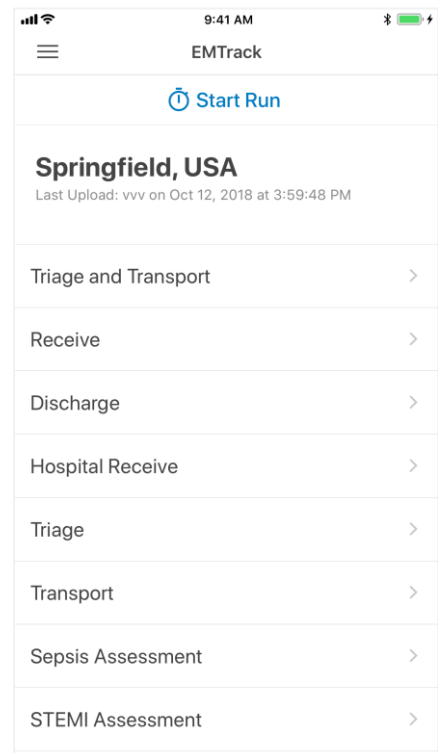 9:41 AM
EMTrack
Start Run
Springfield, USA
Last Upload: vvv on Oct 12, 2018 at 3:59:48 PM
Triage and Transport
Receive
Discharge
Hospital Receive
Triage
Transport
Sepsis Assessment
STEMI Assessment